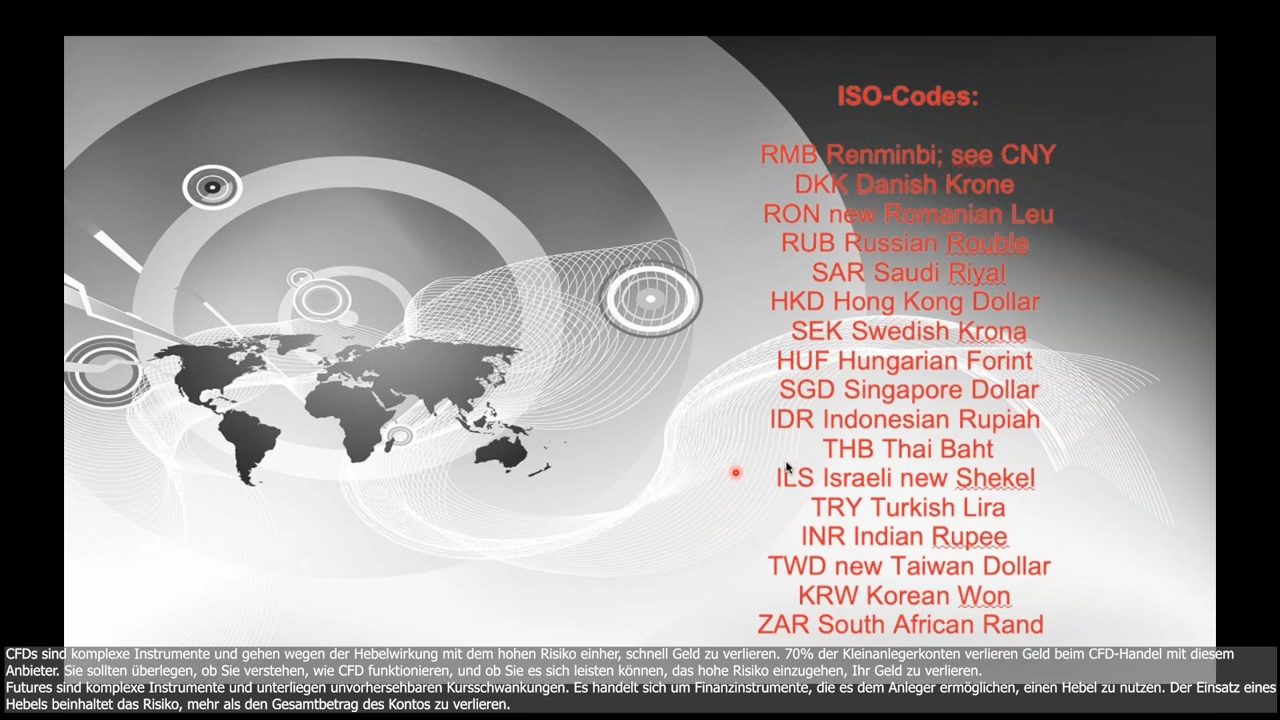 ISO-Codes:
RMB Renminbi; see CNY
DKK Danish Krone
RON new Romanian Leu
RUB Russian Rouble
SAR Saudi Riyal
HKD Hong Kong Dollar
SEK Swedish Krona
HUF Hungarian Forint
SGD Singapore Dollar
IDR Indonesian Rupiah
THB Thai Baht
ILS Israeli new Shekel
TRY Turkish Lira
INR Indian Rupee
TWD new Taiwan Dollar
KRW Korean Won
ZAR South African Rand
CFDs sind komplexe Instrumente und gehen wegen der Hebelwirkung mit dem hohen Risiko einher, schnell Geld zu verlieren. 70% der Kleinanlegerkonten verlieren Geld beim CFD-Handel mit diesem
Anbieter. Sie sollten überlegen, ob Sie verstehen, wie CFD funktionieren, und ob Sie es sich leisten können, das hohe Risiko einzugehen, Ihr Geld zu verlieren.
Futures sind komplexe Instrumente und unterliegen unvorhersehbaren Kursschwankungen. Es handelt sich um Finanzinstrumente, die es dem Anleger ermöglichen, einen Hebel zu nutzen. Der Einsatz eines
Hebels beinhaltet das Risiko, mehr als den Gesamtbetrag des Kontos zu verlieren.